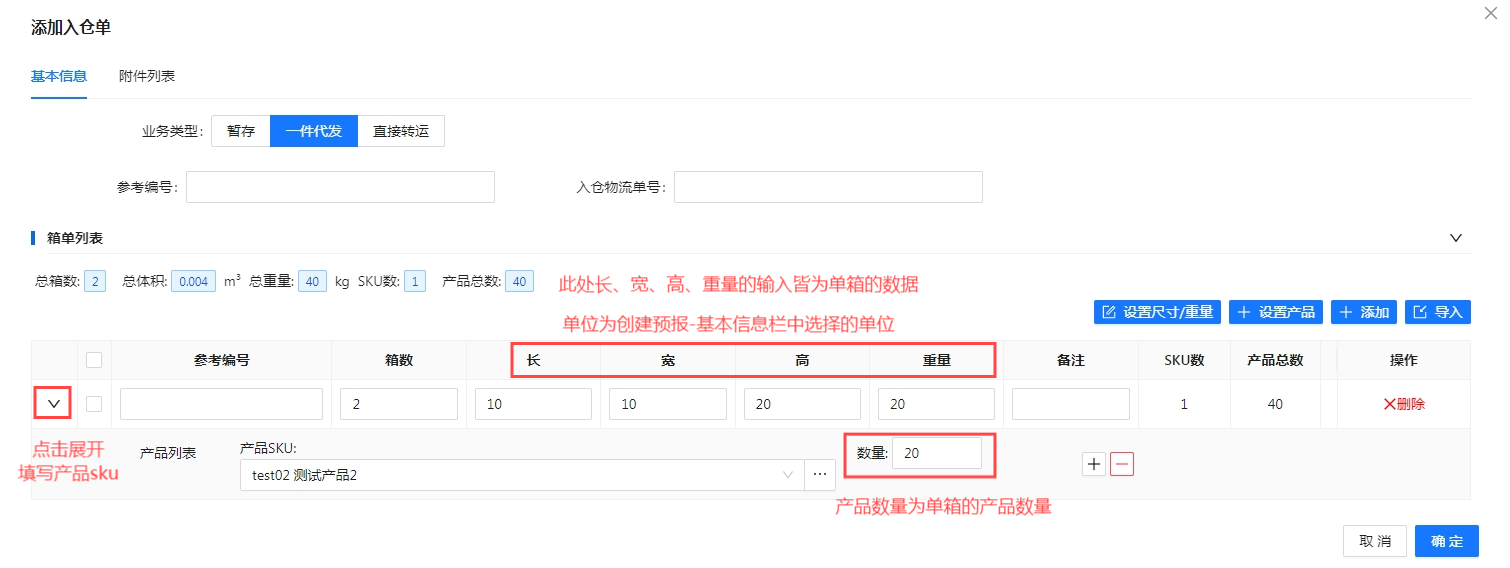 添加入仓单
基本信息 附件列表
业务类型: 暂存 一件代发 直接转运
参考编号: 入仓物流单号:
箱单列表
总箱数: 2 总体积: 0.004 m³ 总重量: 40 kg SKU数: 1 产品总数: 40
此处长、宽、高、重量的输入皆为单箱的数据
单位为创建预报-基本信息栏中选择的单位
设置尺寸/重量 设置产品 添加 导入
参考编号 箱数 长 宽 高 重量 备注 SKU数 产品总数 操作
2 10 10 20 20 1 40 删除
点击展开
填写产品sku
产品列表 产品SKU: 数量: 20
test02 测试产品2 ···
产品数量为单箱的产品数量
取 消 确 定